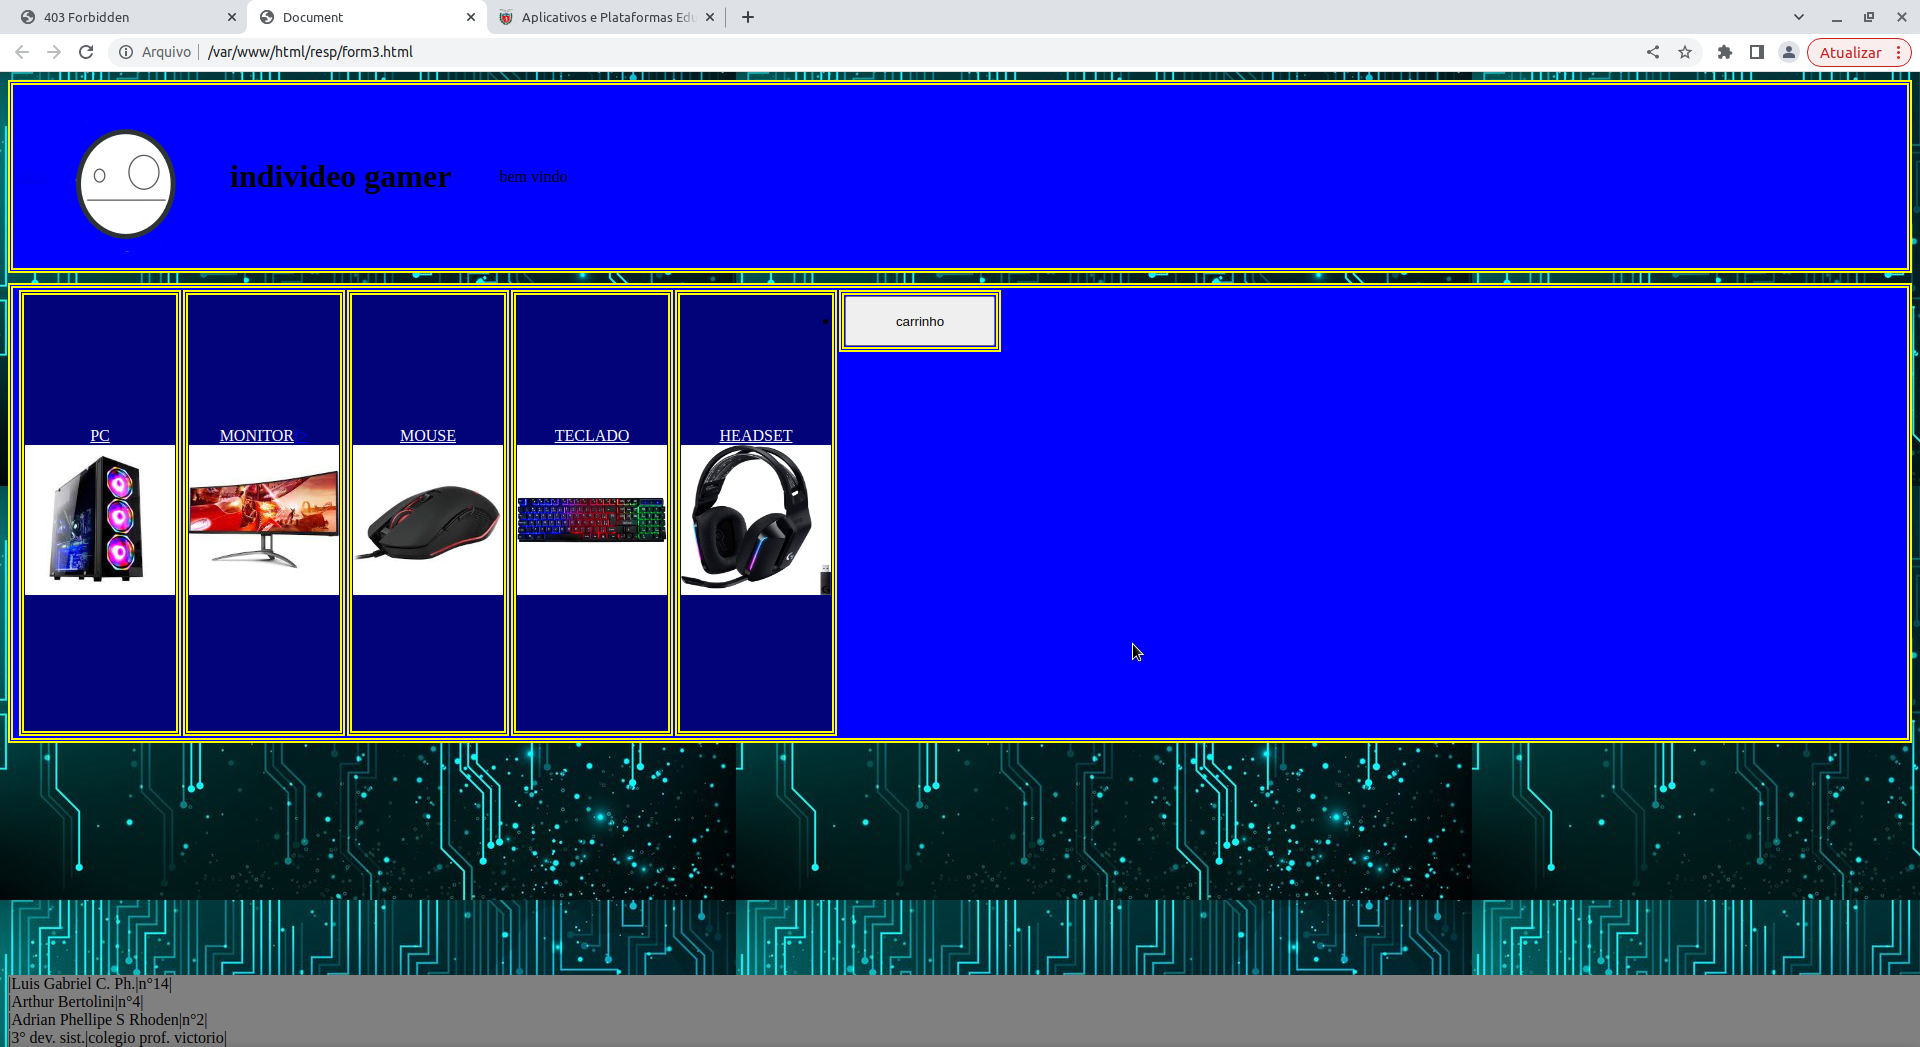 403 Forbidden
Document
Aplicativos e Plataformas Edu
Arquivo
/var/www/html/resp/form3.html
Atualizar
individeo gamer
bem vindo
carrinho
PC
MONITOR
MOUSE
TECLADO
HEADSET
|Luis Gabriel C. Ph.|n°14|
|Arthur Bertolini|n°4|
|Adrian Phellipe S Rhoden|n°2|
|3° dev. sist.|colegio prof. victorio|